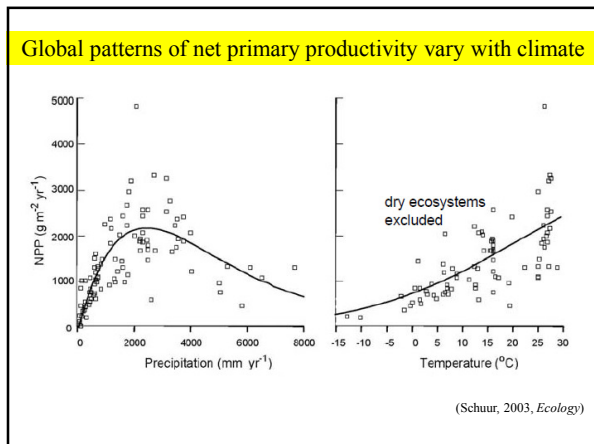 Global patterns of net primary productivity vary with climate
NPP (g m⁻² yr⁻¹)
5000
4000
3000
2000
1000
0
0 2000 4000 6000 8000
Precipitation (mm yr⁻¹)
dry ecosystems
excluded
-15 -10 -5 0 5 10 15 20 25 30
Temperature (°C)
(Schuur, 2003, Ecology)